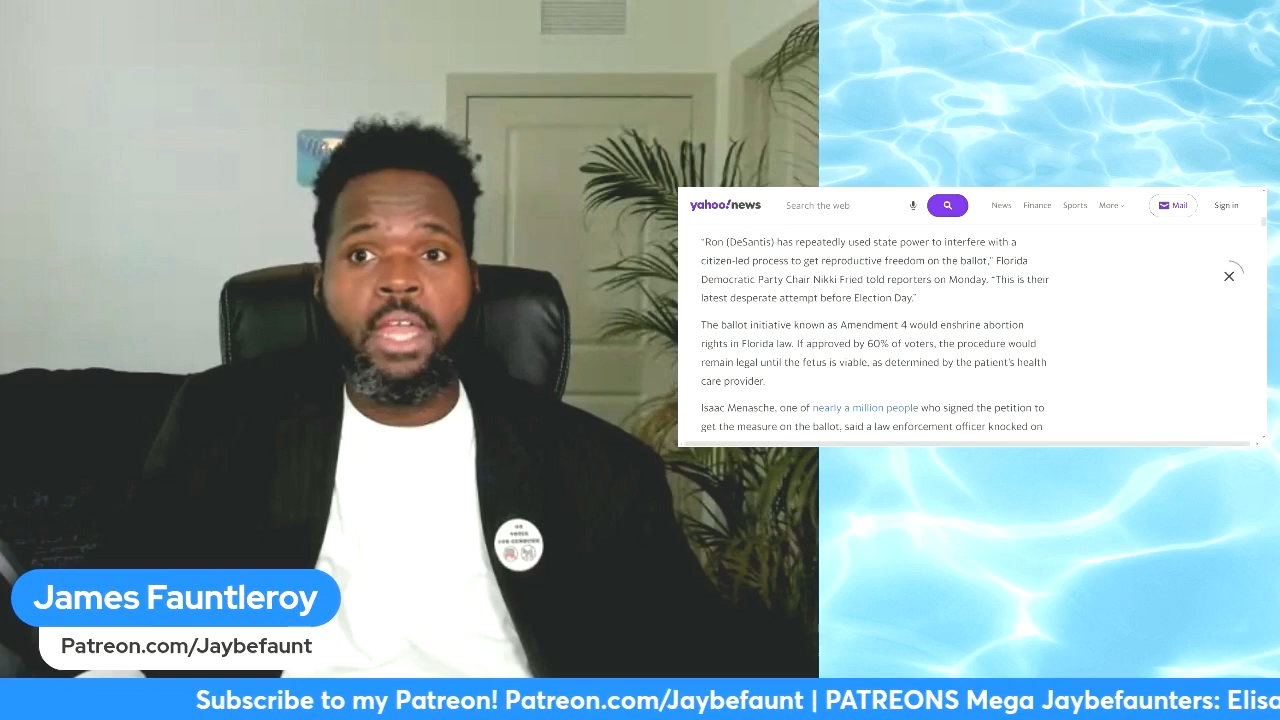 yahoo!news
Search the web
News Finance Sports More
Mail
Sign in
“Ron (DeSantis) has repeatedly used state power to interfere with a
citizen-led process to get reproductive freedom on the ballot,” Florida
Democratic Party Chair Nikki Fried told reporters on Monday. “This is their
latest desperate attempt before Election Day.”
The ballot initiative known as Amendment 4 would enshrine abortion
rights in Florida law. If approved by 60% of voters, the procedure would
remain legal until the fetus is viable, as determined by the patient’s health
care provider.
Isaac Menasche, one of nearly a million people who signed the petition to
get the measure on the ballot, said a law enforcement officer knocked on
NO
VOTES
FOR GENOCIDE
James Fauntleroy
Patreon.com/Jaybefaunt
Subscribe to my Patreon! Patreon.com/Jaybefaunt | PATREONS Mega Jaybefaunters: